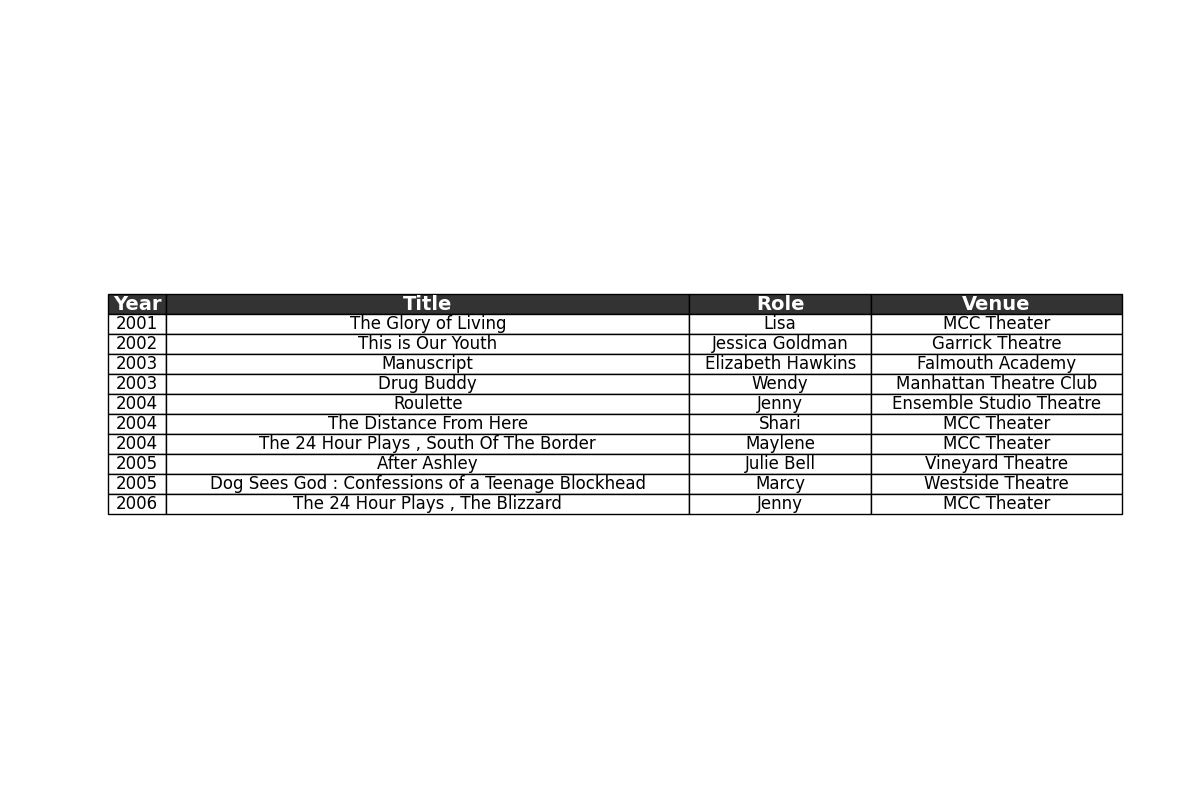 Year Title Role Venue
2001 The Glory of Living Lisa MCC Theater
2002 This is Our Youth Jessica Goldman Garrick Theatre
2003 Manuscript Elizabeth Hawkins Falmouth Academy
2003 Drug Buddy Wendy Manhattan Theatre Club
2004 Roulette Jenny Ensemble Studio Theatre
2004 The Distance From Here Shari MCC Theater
2004 The 24 Hour Plays , South Of The Border Maylene MCC Theater
2005 After Ashley Julie Bell Vineyard Theatre
2005 Dog Sees God : Confessions of a Teenage Blockhead Marcy Westside Theatre
2006 The 24 Hour Plays , The Blizzard Jenny MCC Theater